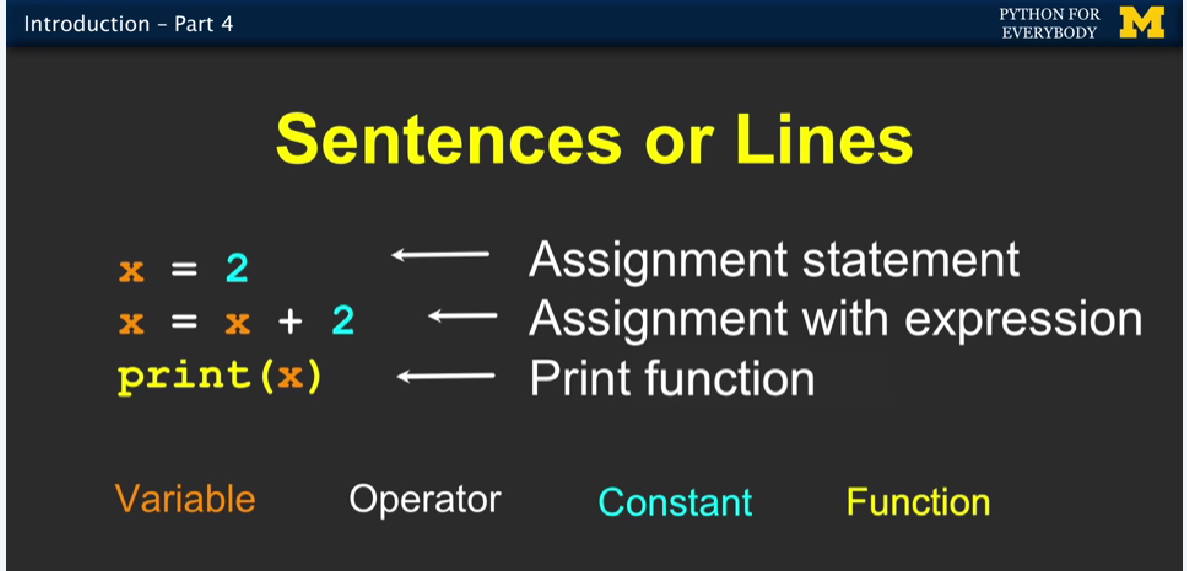 Introduction – Part 4
PYTHON FOR
EVERYBODY
M
Sentences or Lines
x = 2 Assignment statement
x = x + 2 Assignment with expression
print(x) Print function
Variable Operator Constant Function